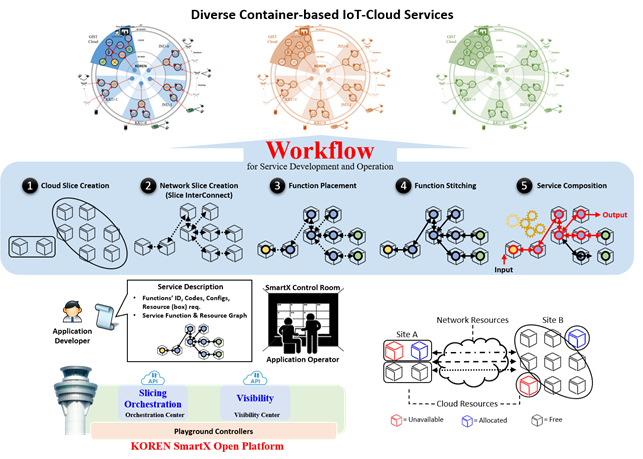 Diverse Container-based IoT-Cloud Services
GIST
Cloud
KOREN
Workflow
for Service Development and Operation
1 Cloud Slice Creation
2 Network Slice Creation
(Slice InterConnect)
3 Function Placement
4 Function Stitching
5 Service Composition
Output
Input
Service Description
• Functions' ID, Codes, Configs,
Resource (box) req.
• Service Function & Resource Graph
Application
Developer
SmartX Control Room
Application Operator
Network Resources
Site A
Site B
Cloud Resources
= Unavailable
= Allocated
= Free
API
API
Slicing
Orchestration
Orchestration Center
Visibility
Visibility Center
Playground Controllers
KOREN SmartX Open Platform